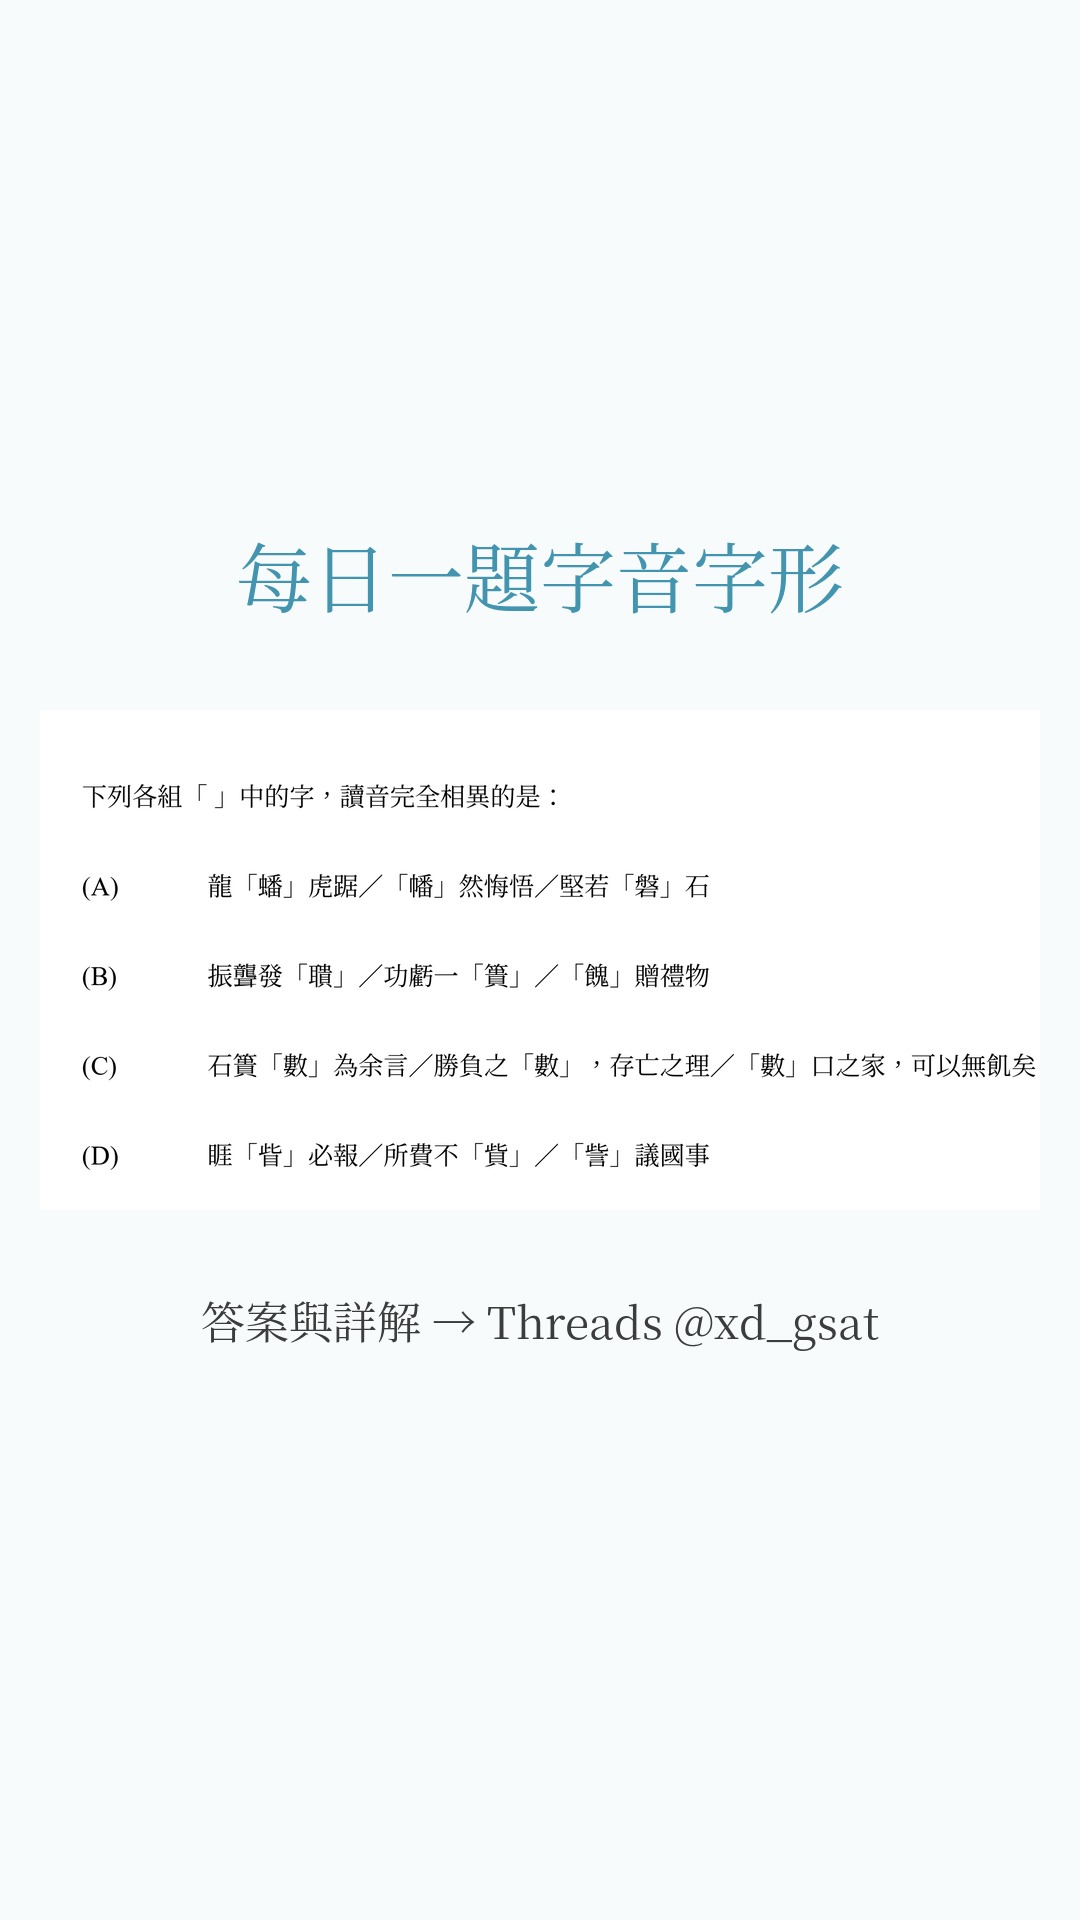 每日一題字音字形
下列各組「 」中的字，讀音完全相異的是：
(A) 龍「蟠」虎踞／「幡」然悔悟／堅若「磐」石
(B) 振聾發「聵」／功虧一「簣」／「餽」贈禮物
(C) 石簣「數」為余言／勝負之「數」，存亡之理／「數」口之家，可以無飢矣
(D) 睚「眥」必報／所費不「貲」／「訾」議國事
答案與詳解 → Threads @xd_gsat